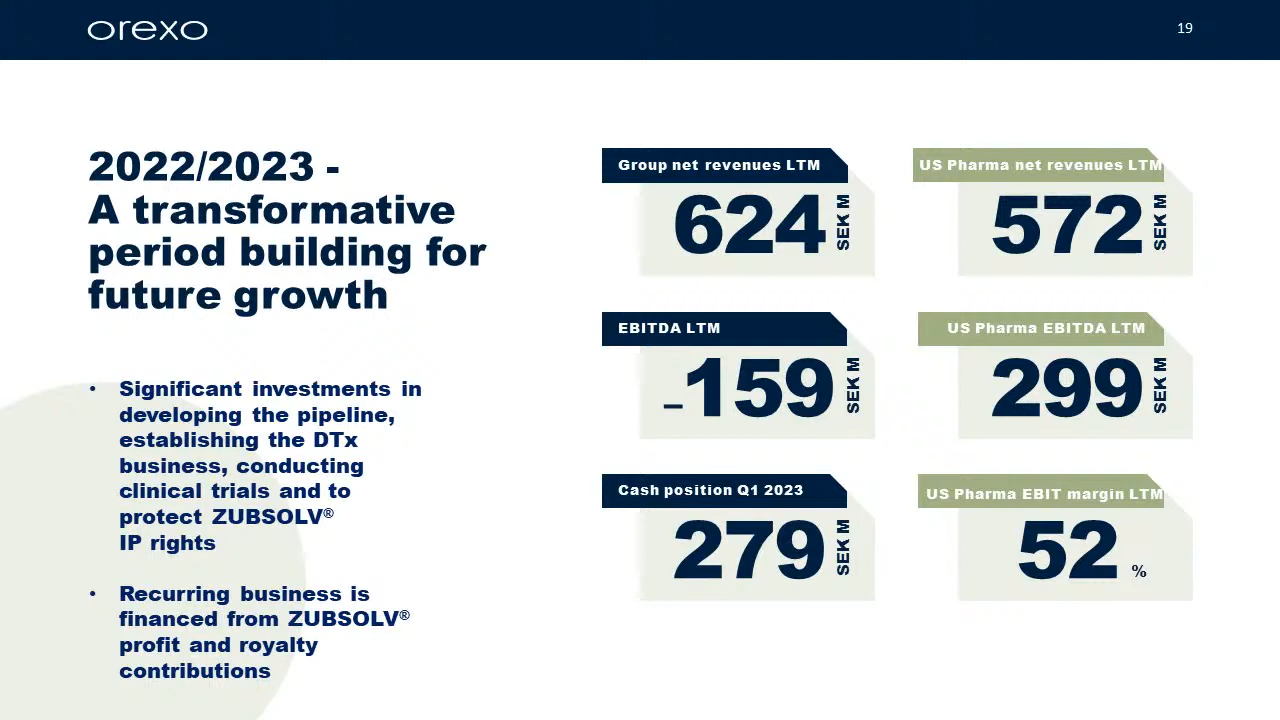 orexo
19
2022/2023 -
A transformative
period building for
future growth
• Significant investments in
developing the pipeline,
establishing the DTx
business, conducting
clinical trials and to
protect ZUBSOLV®
IP rights
• Recurring business is
financed from ZUBSOLV®
profit and royalty
contributions
Group net revenues LTM
624 SEK M
US Pharma net revenues LTM
572 SEK M
EBITDA LTM
–159 SEK M
US Pharma EBITDA LTM
299 SEK M
Cash position Q1 2023
279 SEK M
US Pharma EBIT margin LTM
52 %